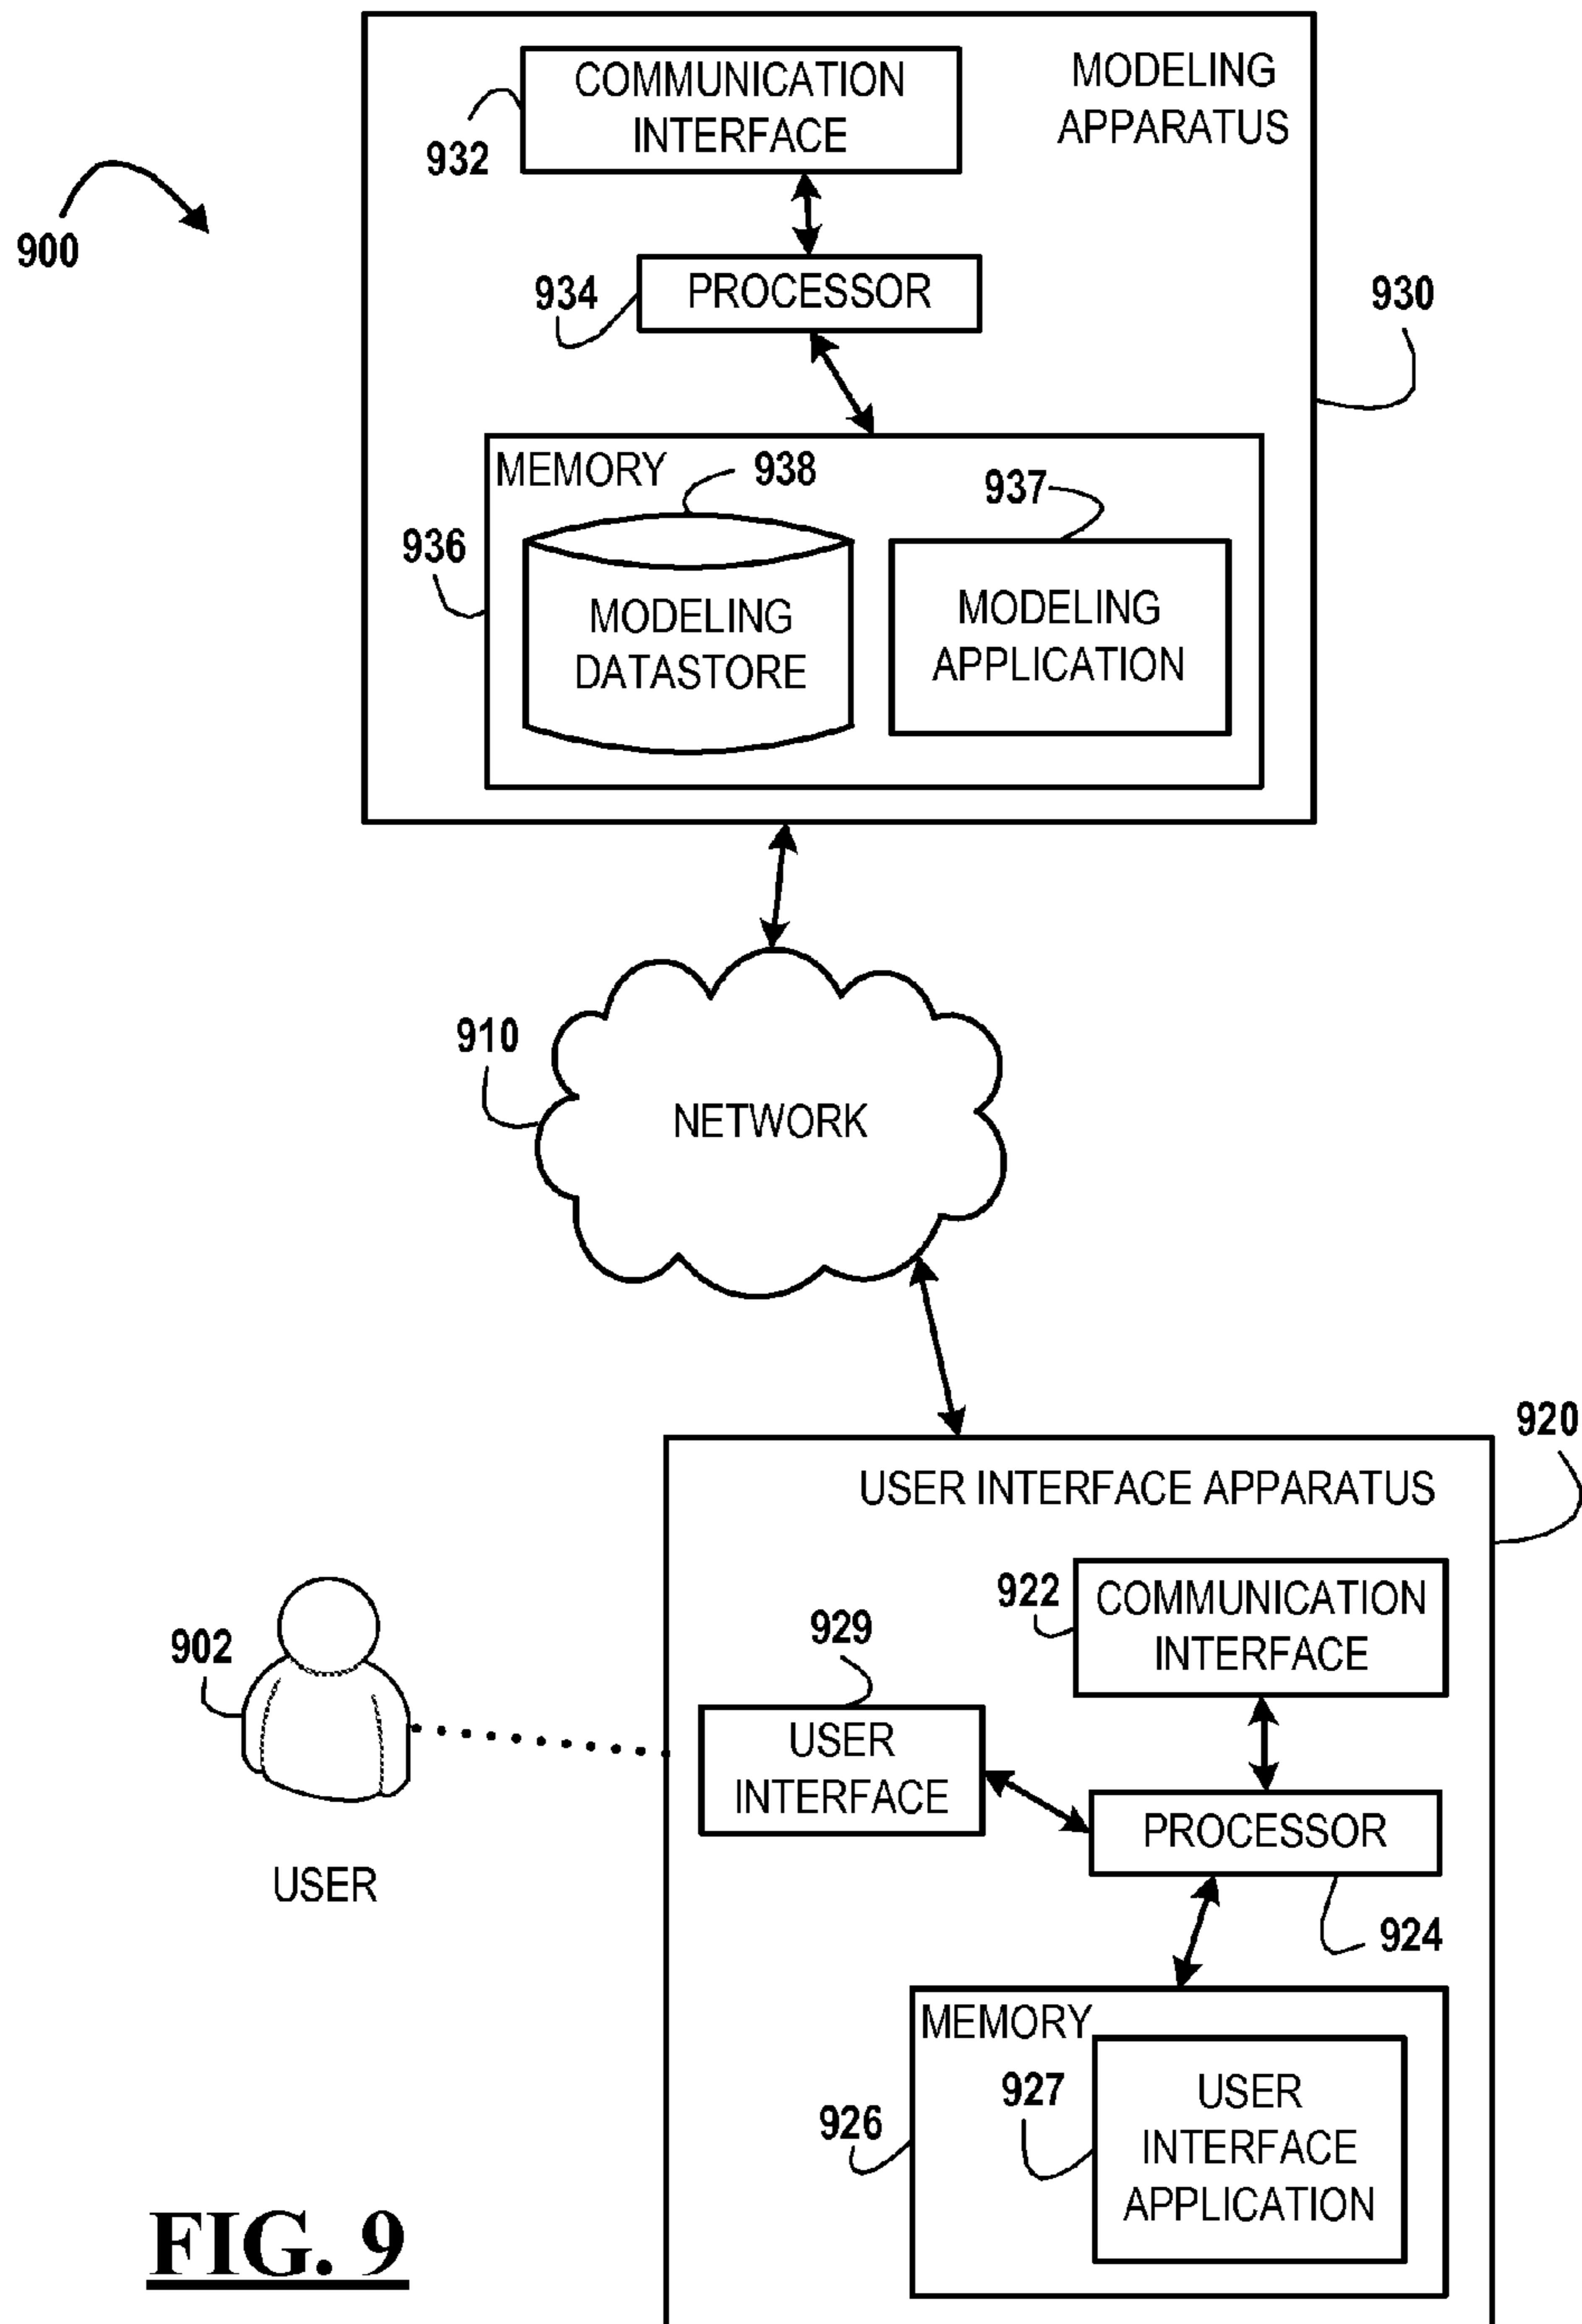 COMMUNICATION
INTERFACE
MODELING
APPARATUS
932
900
PROCESSOR
934
930
MEMORY
938
937
936
MODELING
DATASTORE
MODELING
APPLICATION
910
NETWORK
920
USER INTERFACE APPARATUS
922
COMMUNICATION
INTERFACE
929
902
USER
INTERFACE
PROCESSOR
USER
924
MEMORY
927
926
USER
INTERFACE
APPLICATION
FIG. 9